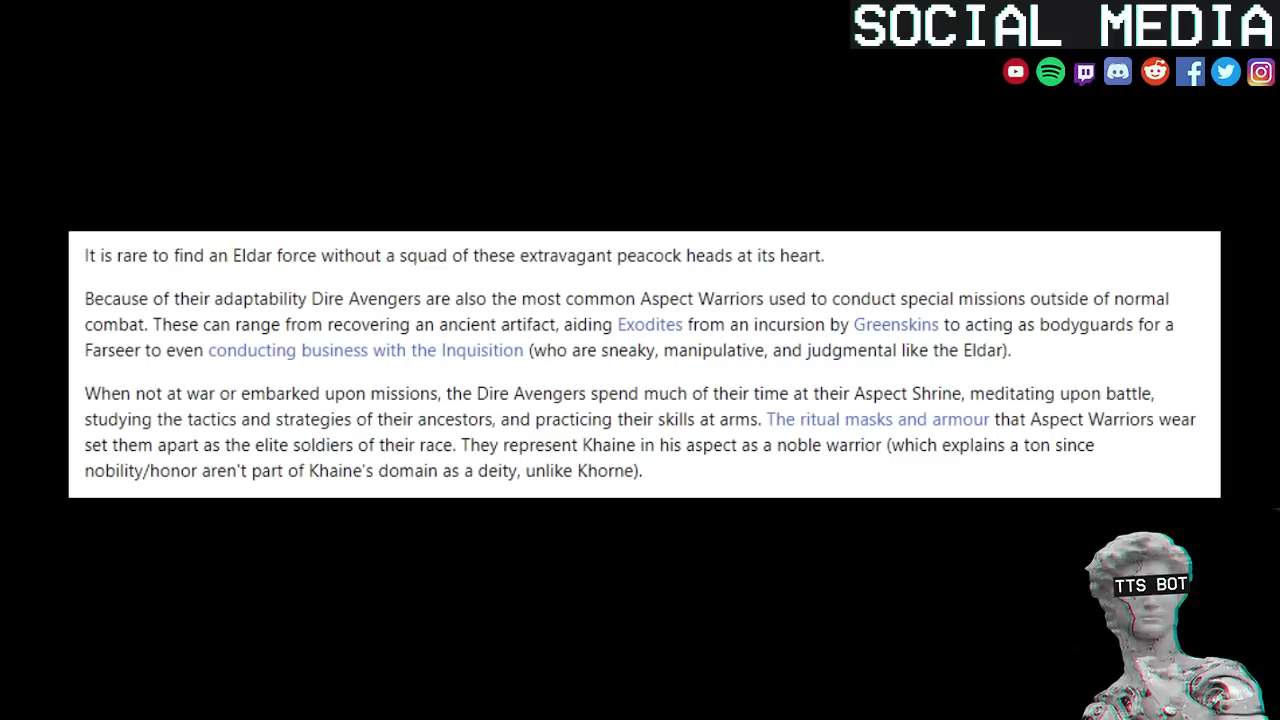 SOCIAL MEDIA
It is rare to find an Eldar force without a squad of these extravagant peacock heads at its heart.
Because of their adaptability Dire Avengers are also the most common Aspect Warriors used to conduct special missions outside of normal
combat. These can range from recovering an ancient artifact, aiding Exodites from an incursion by Greenskins to acting as bodyguards for a
Farseer to even conducting business with the Inquisition (who are sneaky, manipulative, and judgmental like the Eldar).
When not at war or embarked upon missions, the Dire Avengers spend much of their time at their Aspect Shrine, meditating upon battle,
studying the tactics and strategies of their ancestors, and practicing their skills at arms. The ritual masks and armour that Aspect Warriors wear
set them apart as the elite soldiers of their race. They represent Khaine in his aspect as a noble warrior (which explains a ton since
nobility/honor aren't part of Khaine's domain as a deity, unlike Khorne).
TTS BOT